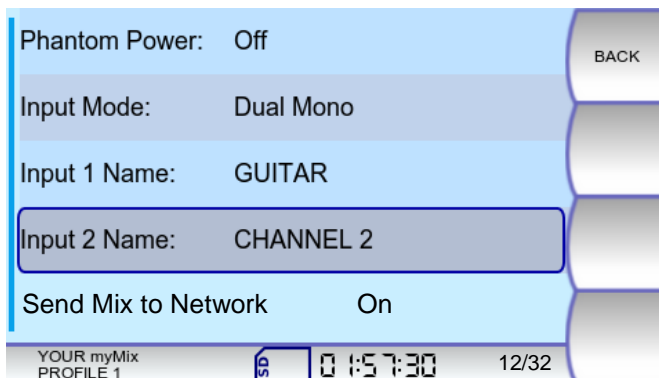 Phantom Power: Off
BACK
Input Mode: Dual Mono
Input 1 Name: GUITAR
Input 2 Name: CHANNEL 2
Send Mix to Network On
YOUR myMix
PROFILE 1
SD
01:57:30
12/32